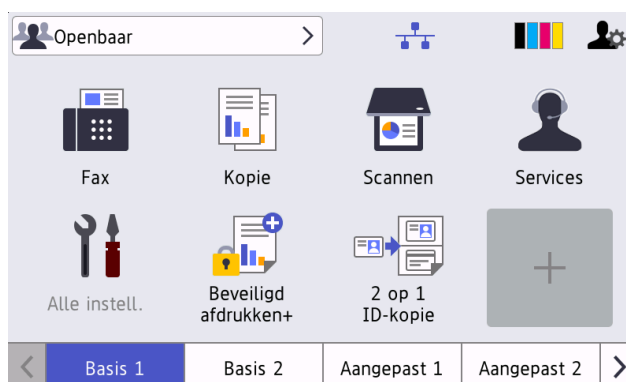 Openbaar
Fax
Kopie
Scannen
Services
Alle instell.
Beveiligd
afdrukken+
2 op 1
ID-kopie
Basis 1
Basis 2
Aangepast 1
Aangepast 2